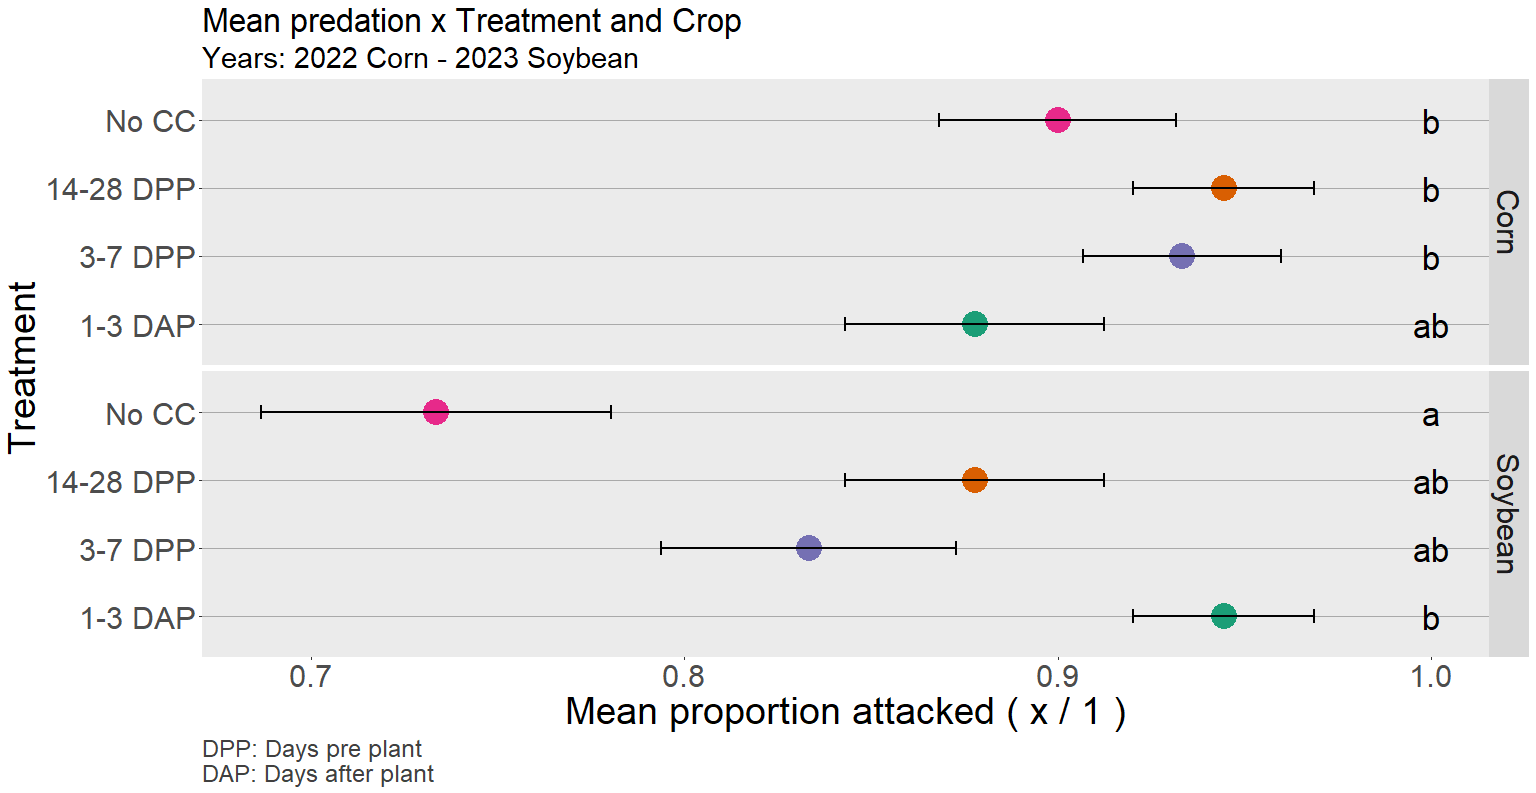 Mean predation x Treatment and Crop
Years: 2022 Corn - 2023 Soybean
Treatment
No CC
b
14-28 DPP
b
3-7 DPP
b
1-3 DAP
ab
Corn
No CC
a
14-28 DPP
ab
3-7 DPP
ab
1-3 DAP
b
Soybean
0.7 0.8 0.9 1.0
Mean proportion attacked ( x / 1 )
DPP: Days pre plant
DAP: Days after plant